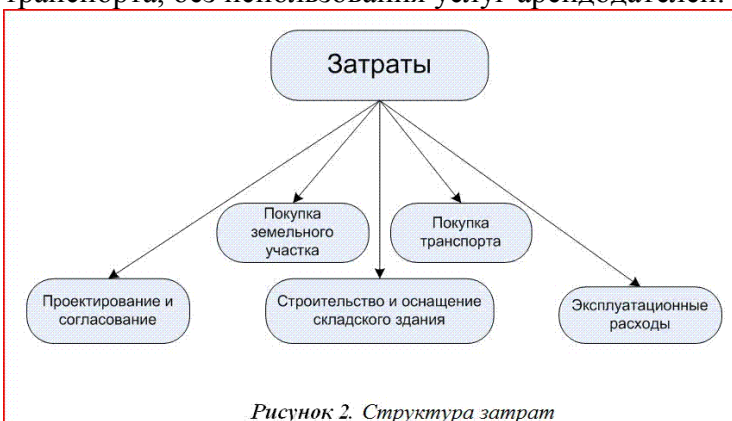 транспорта, без использования услуг арендодателей.
Затраты
Покупка
земельного
участка
Покупка
транспорта
Проектирование и
согласование
Строительство и оснащение
складского здания
Эксплуатационные
расходы
Рисунок 2. Структура затрат